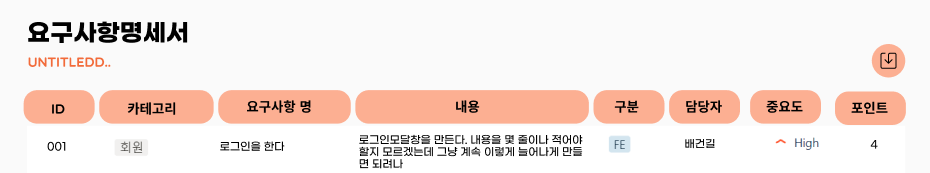 요구사항명세서
UNTITLEDD..
ID 카테고리 요구사항 명 내용 구분 담당자 중요도 포인트
001 회원 로그인을 한다 로그인모달창을 만든다. 내용을 몇 줄이나 적어야 FE 배건길 High 4
할지 모르겠는데 그냥 계속 이렇게 늘어나게 만들
면 되려나